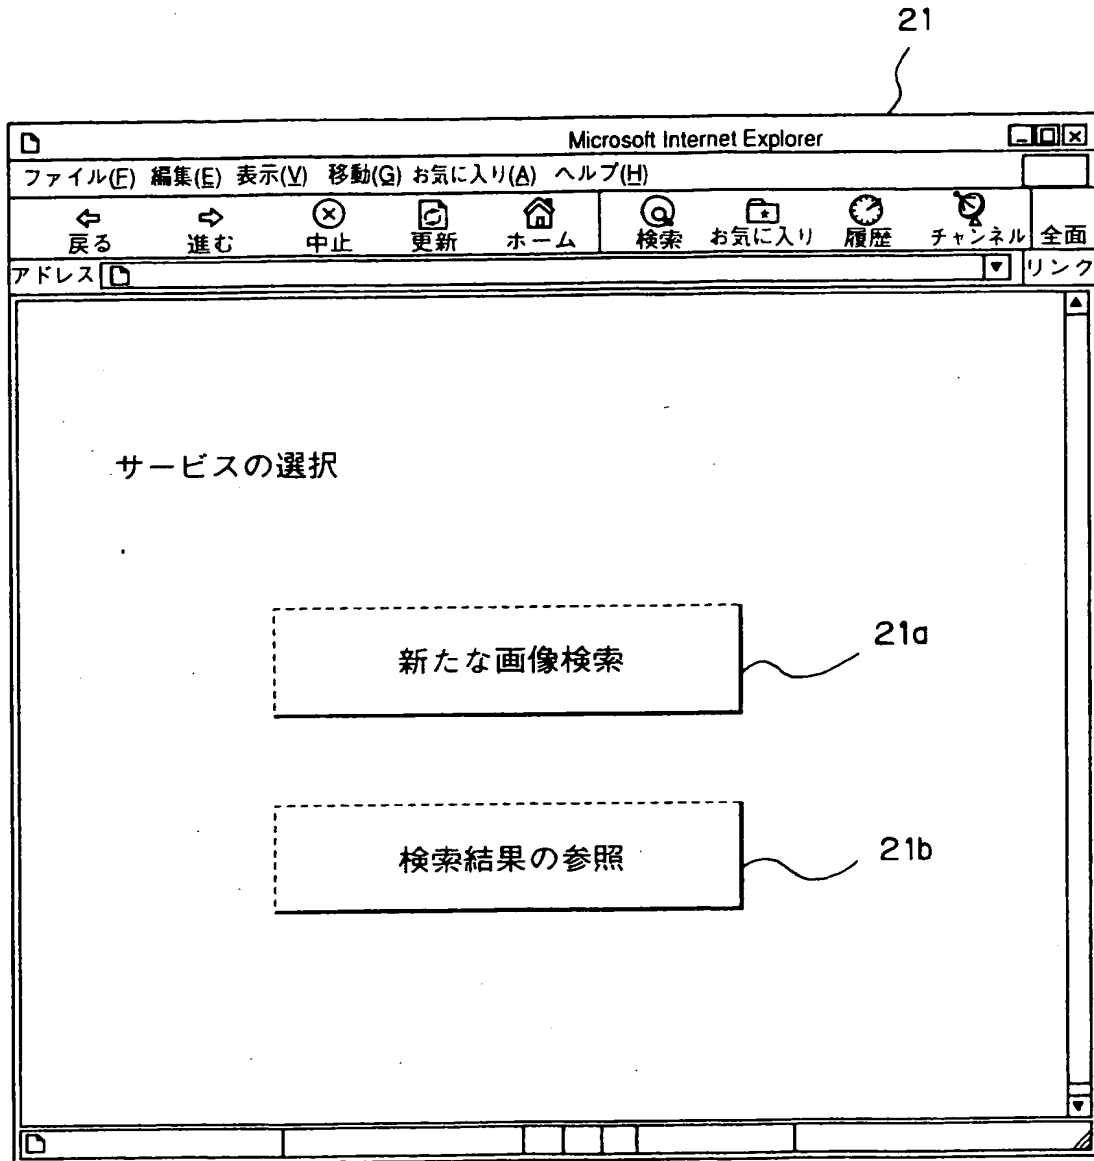 21
Microsoft Internet Explorer
ファイル(F) 編集(E) 表示(V) 移動(G) お気に入り(A) ヘルプ(H)
戻る 進む 中止 更新 ホーム 検索 お気に入り 履歴 チャンネル 全面
アドレス リンク
サービスの選択
新たな画像検索 21a
検索結果の参照 21b